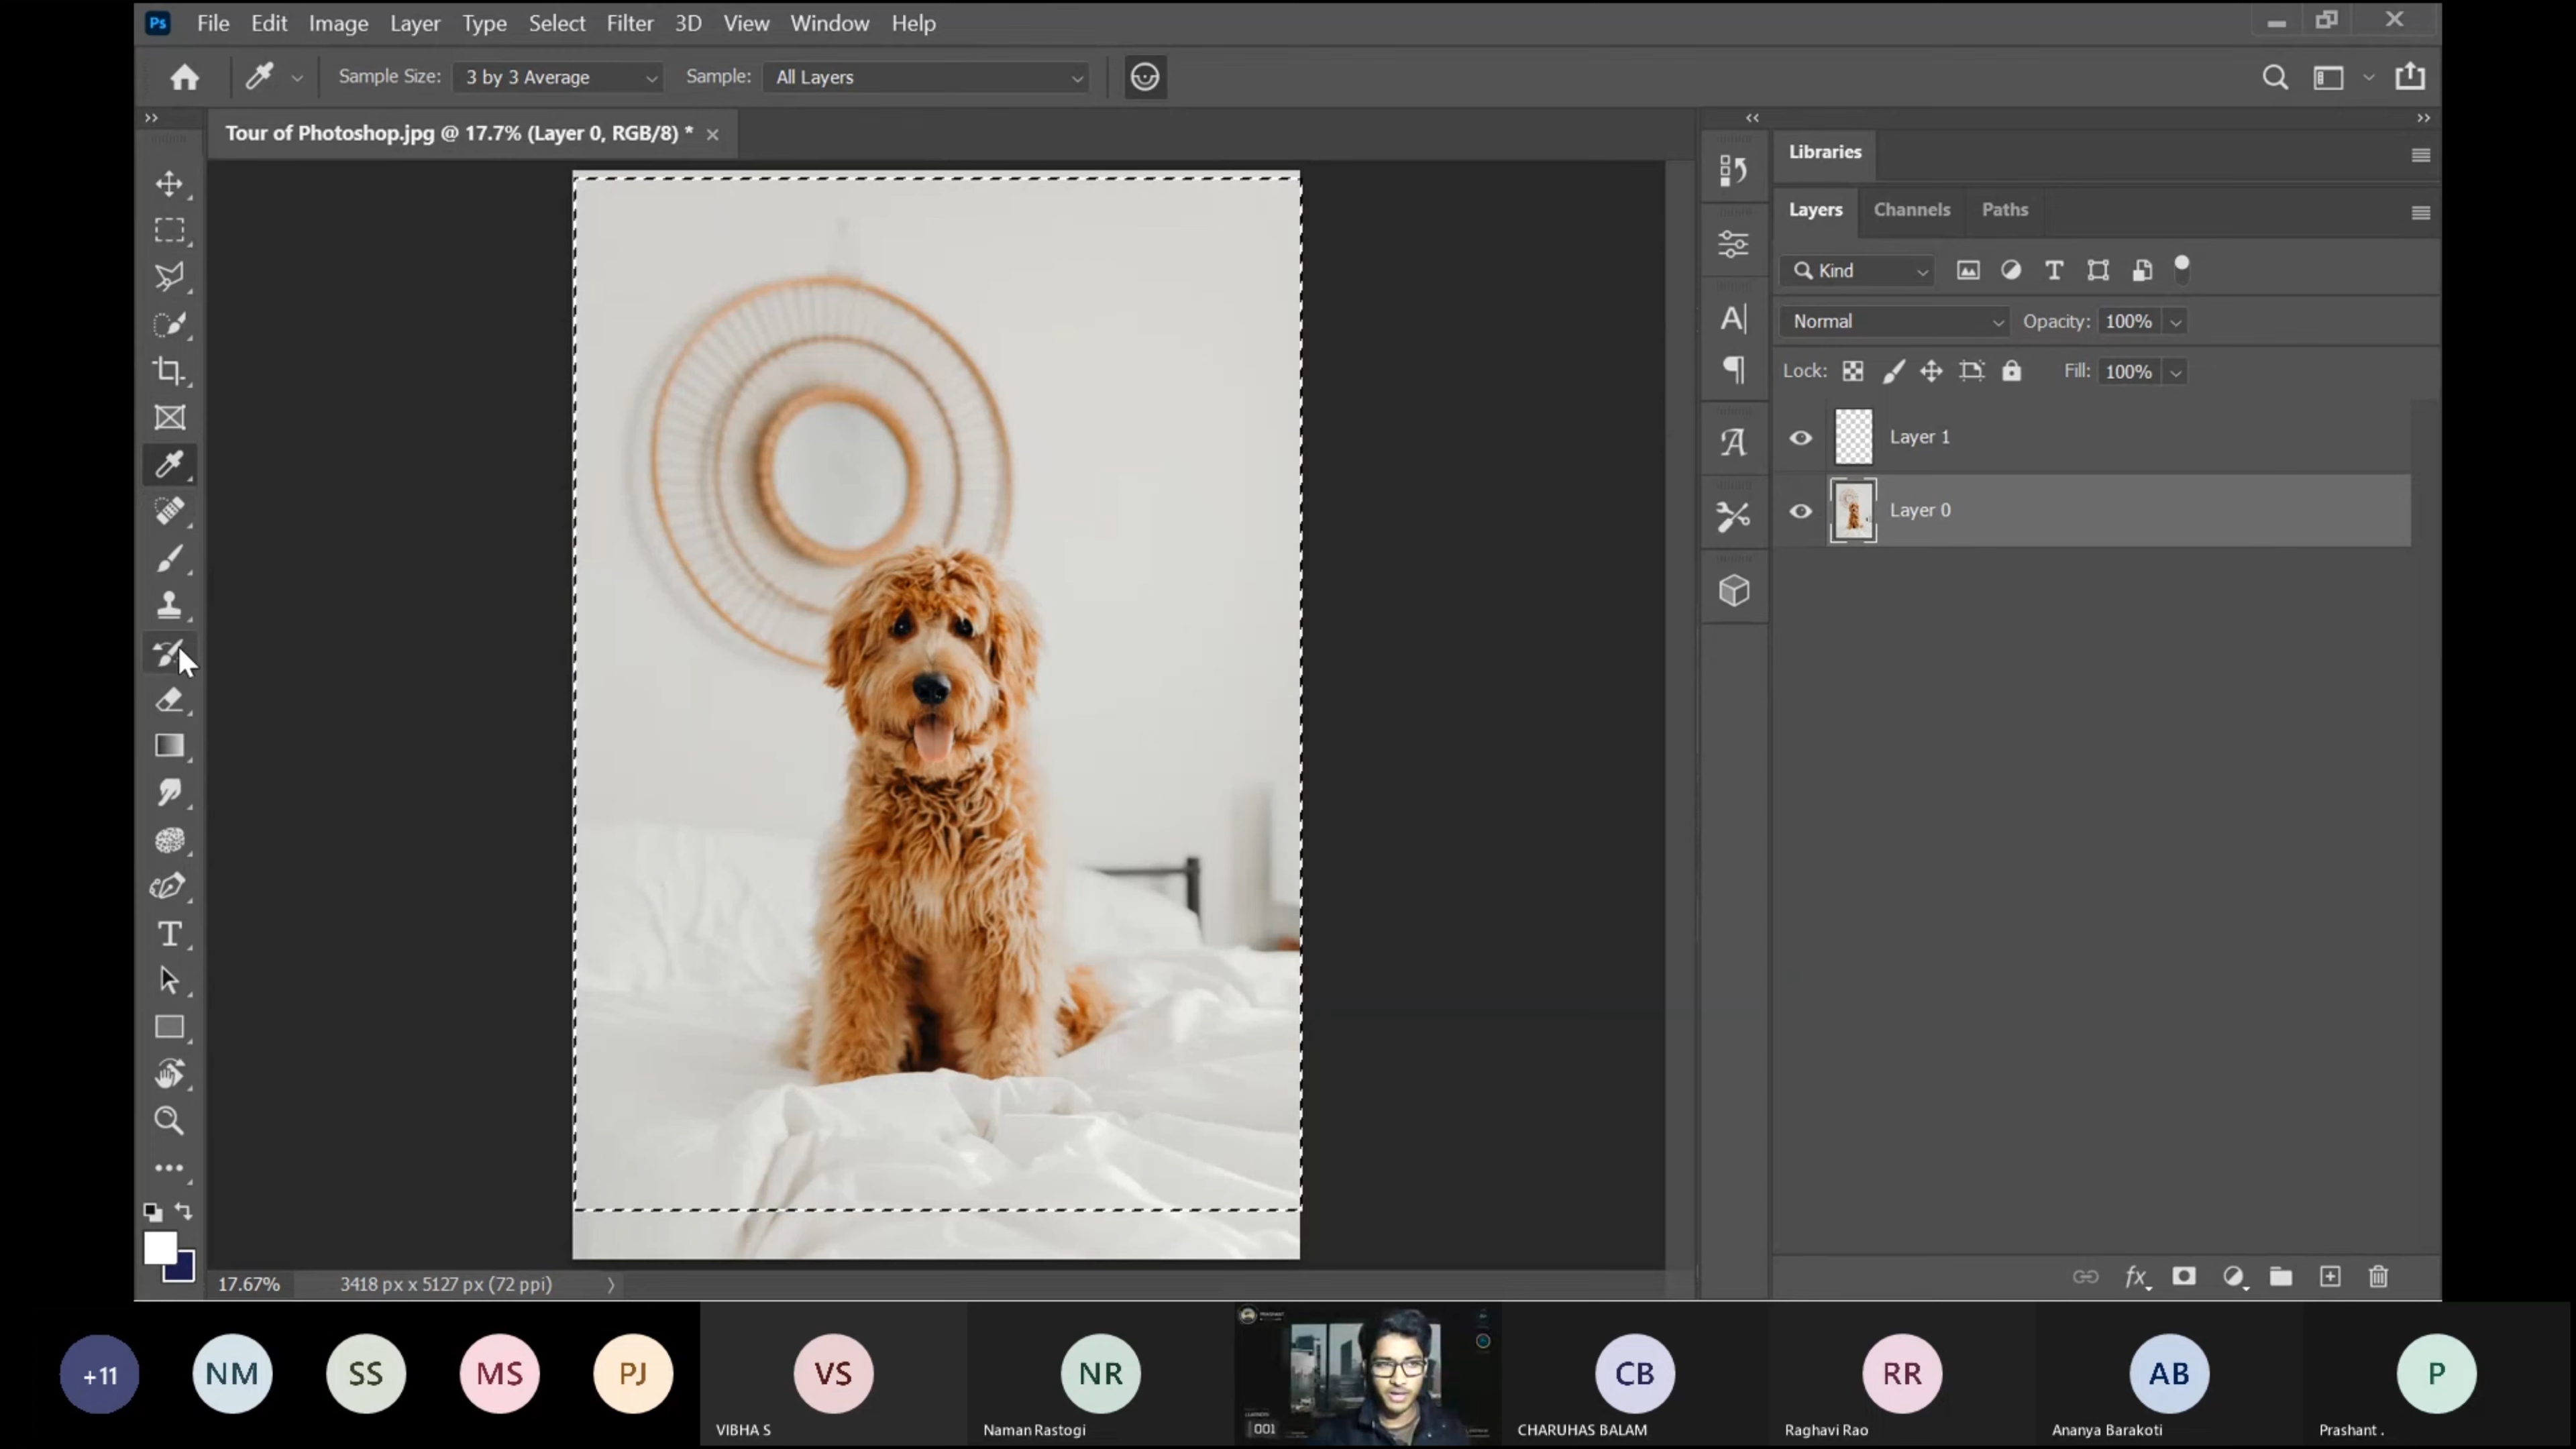 Ps File Edit Image Layer Type Select Filter 3D View Window Help
Sample Size: 3 by 3 Average Sample: All Layers
Tour of Photoshop.jpg @ 17.7% (Layer 0, RGB/8) *
Libraries
Layers Channels Paths
Kind
Normal Opacity: 100%
Lock: Fill: 100%
Layer 1
Layer 0
17.67% 3418 px x 5127 px (72 ppi)
fx
+11 NM SS MS PJ VS NR CB RR AB P
001
VIBHA S Naman Rastogi CHARUHAS BALAM Raghavi Rao Ananya Barakoti Prashant .